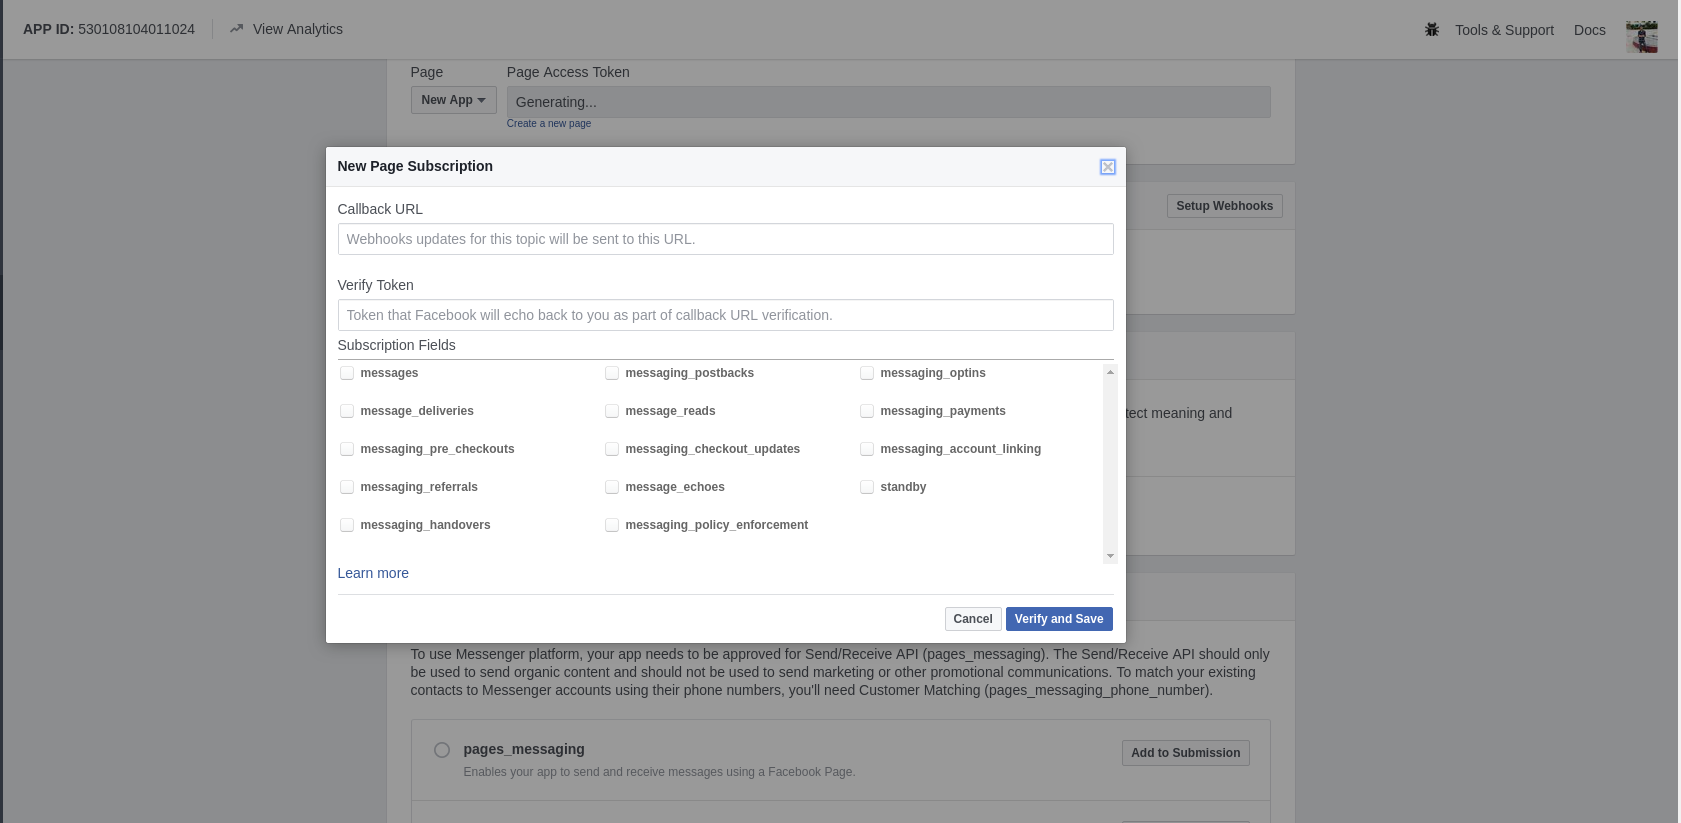 APP ID: 530108104011024
View Analytics
Tools & Support
Docs
Page
Page Access Token
New App
Generating...
Create a new page
New Page Subscription
Callback URL
Webhooks updates for this topic will be sent to this URL.
Setup Webhooks
Verify Token
Token that Facebook will echo back to you as part of callback URL verification.
Subscription Fields
messages
messaging_postbacks
messaging_optins
message_deliveries
message_reads
messaging_payments
tect meaning and
messaging_pre_checkouts
messaging_checkout_updates
messaging_account_linking
messaging_referrals
message_echoes
standby
messaging_handovers
messaging_policy_enforcement
Learn more
Cancel
Verify and Save
To use Messenger platform, your app needs to be approved for Send/Receive API (pages_messaging). The Send/Receive API should only
be used to send organic content and should not be used to send marketing or other promotional communications. To match your existing
contacts to Messenger accounts using their phone numbers, you'll need Customer Matching (pages_messaging_phone_number).
pages_messaging
Add to Submission
Enables your app to send and receive messages using a Facebook Page.